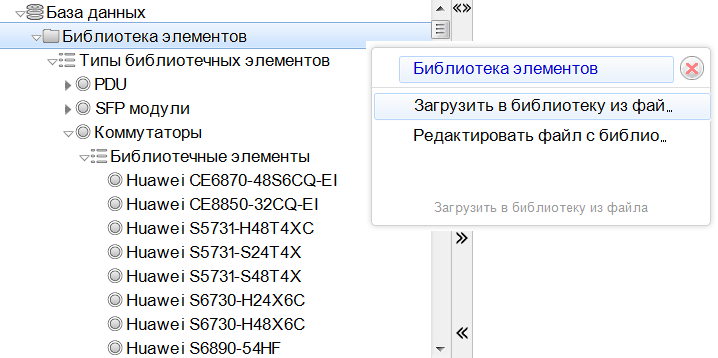 База данных
Библиотека элементов
Типы библиотечных элементов
PDU
SFP модули
Коммутаторы
Библиотечные элементы
Huawei CE6870-48S6CQ-EI
Huawei CE8850-32CQ-EI
Huawei S5731-H48T4XC
Huawei S5731-S24T4X
Huawei S5731-S48T4X
Huawei S6730-H24X6C
Huawei S6730-H48X6C
Huawei S6890-54HF
Библиотека элементов
Загрузить в библиотеку из фай...
Редактировать файл с библио...
Загрузить в библиотеку из файла